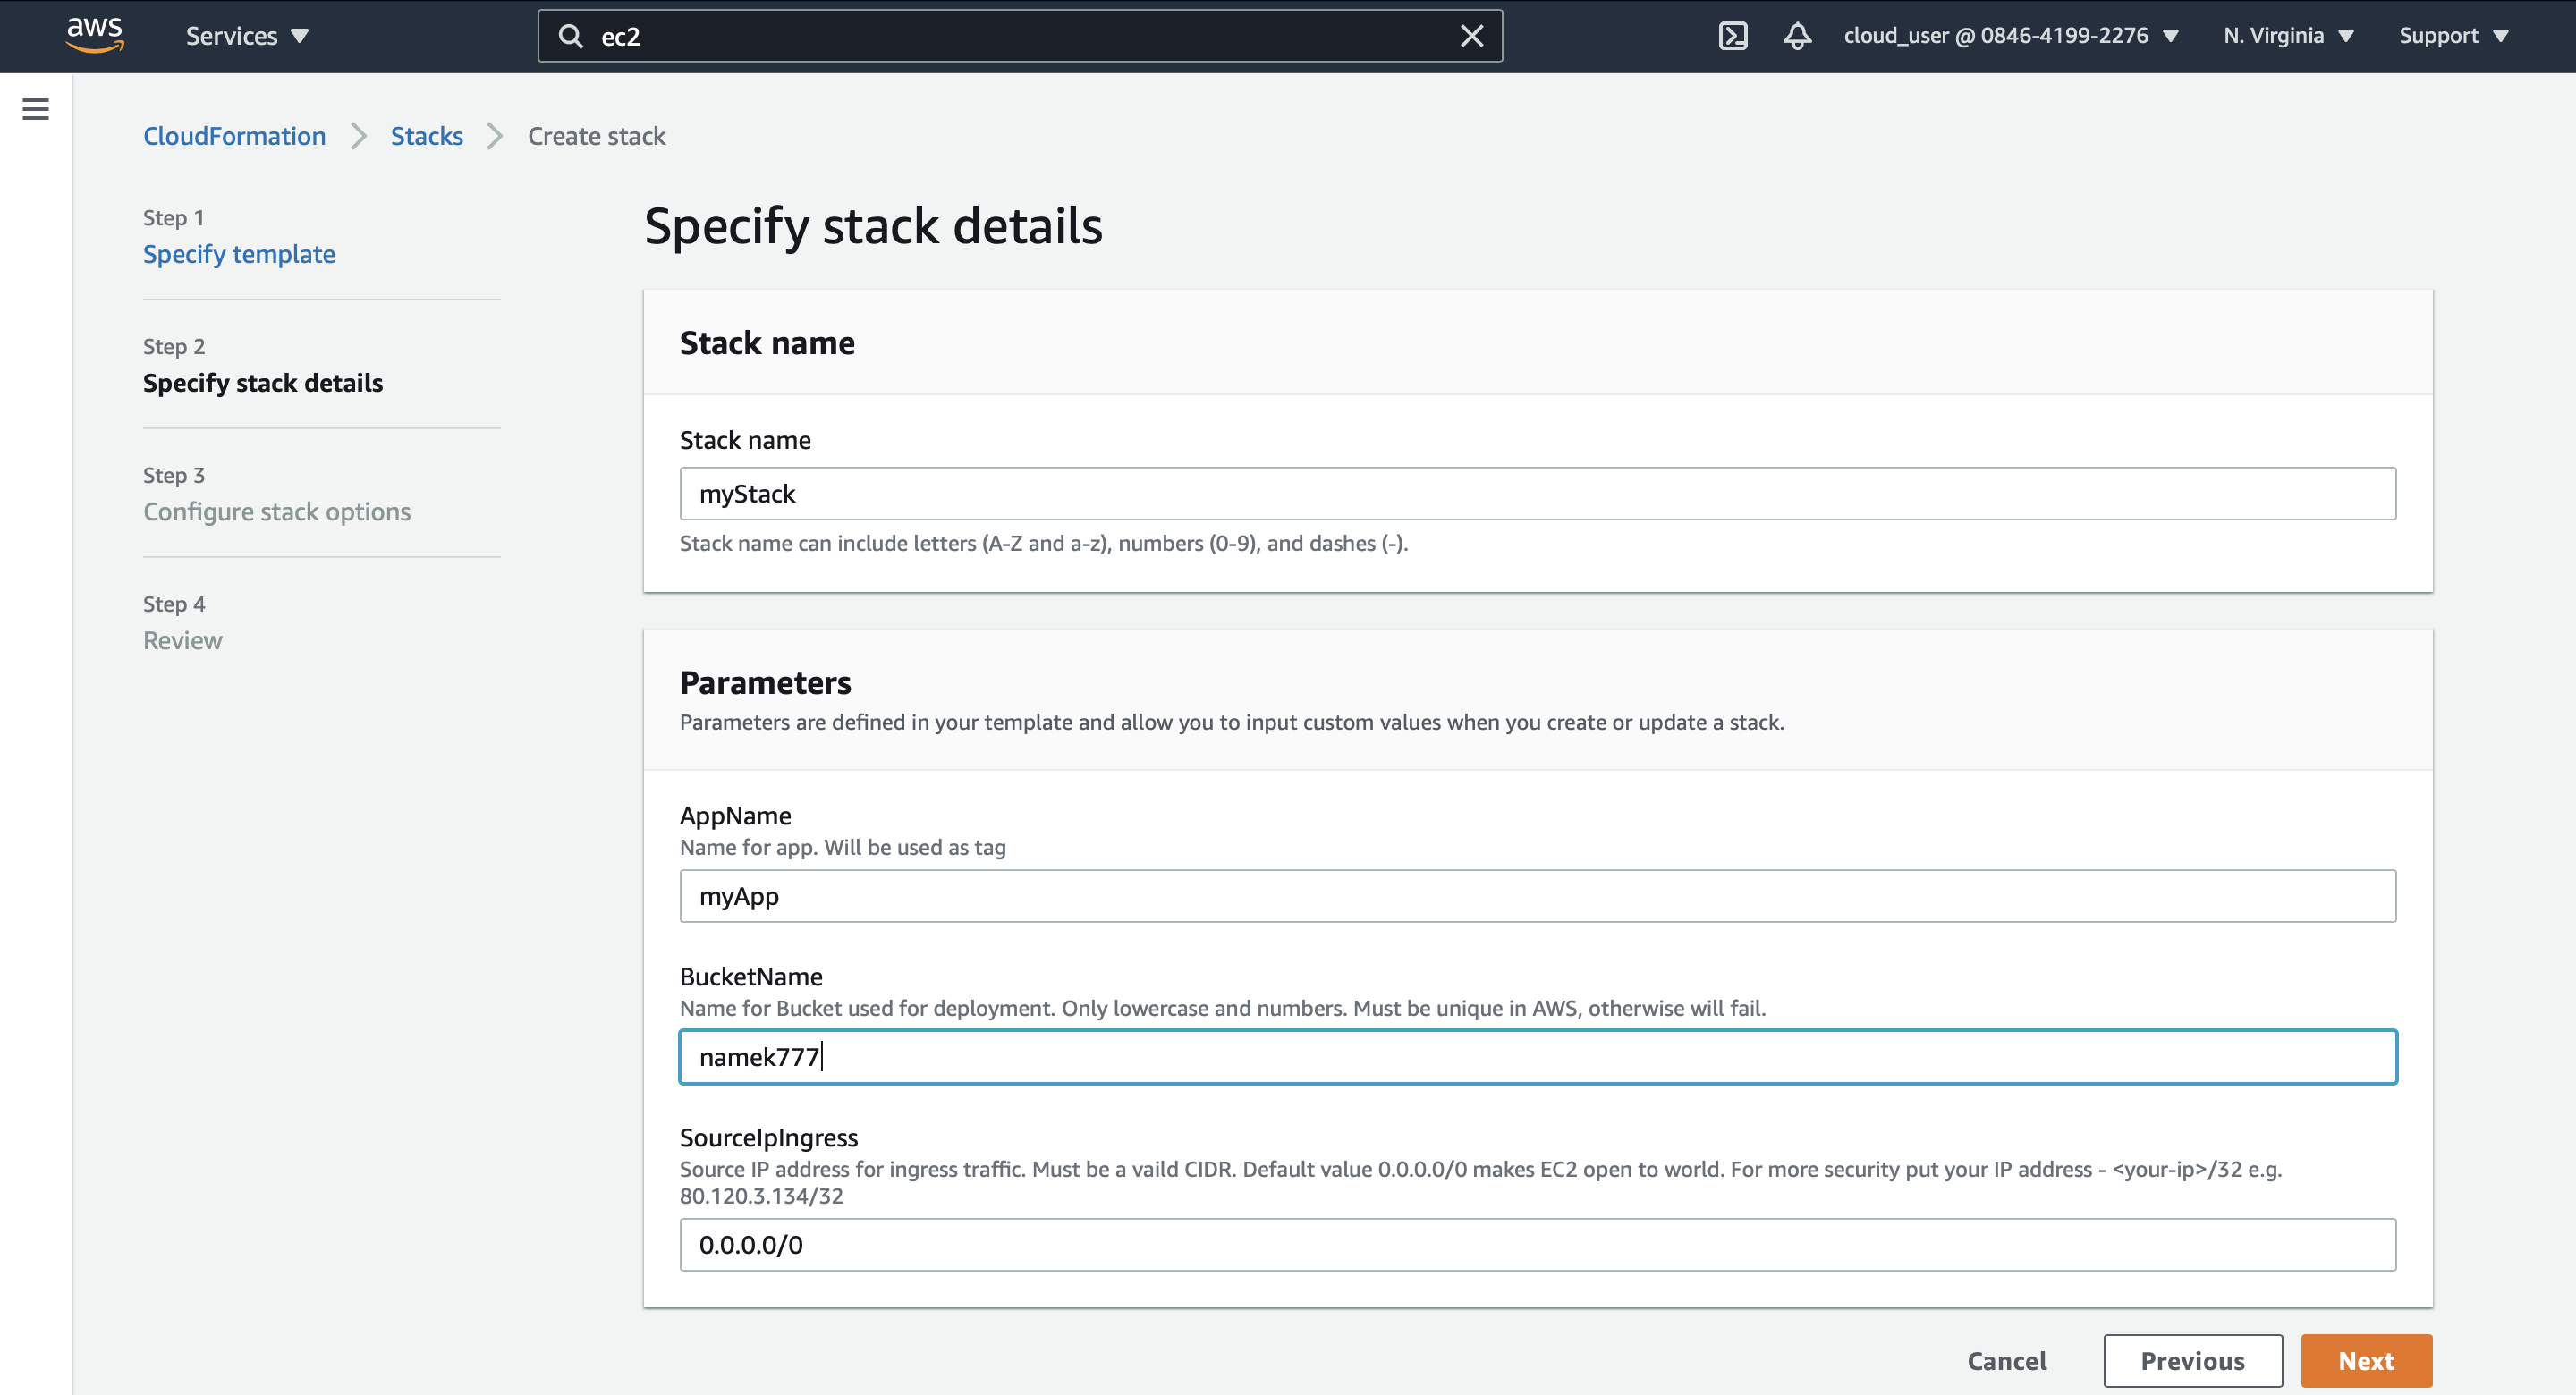 aws Services ec2 cloud_user @ 0846-4199-2276 N. Virginia Support
CloudFormation Stacks Create stack
Step 1
Specify template
Step 2
Specify stack details
Step 3
Configure stack options
Step 4
Review
Specify stack details
Stack name
Stack name
myStack
Stack name can include letters (A-Z and a-z), numbers (0-9), and dashes (-).
Parameters
Parameters are defined in your template and allow you to input custom values when you create or update a stack.
AppName
Name for app. Will be used as tag
myApp
BucketName
Name for Bucket used for deployment. Only lowercase and numbers. Must be unique in AWS, otherwise will fail.
namek777
SourceIpIngress
Source IP address for ingress traffic. Must be a vaild CIDR. Default value 0.0.0.0/0 makes EC2 open to world. For more security put your IP address - <your-ip>/32 e.g.
80.120.3.134/32
0.0.0.0/0
Cancel Previous Next